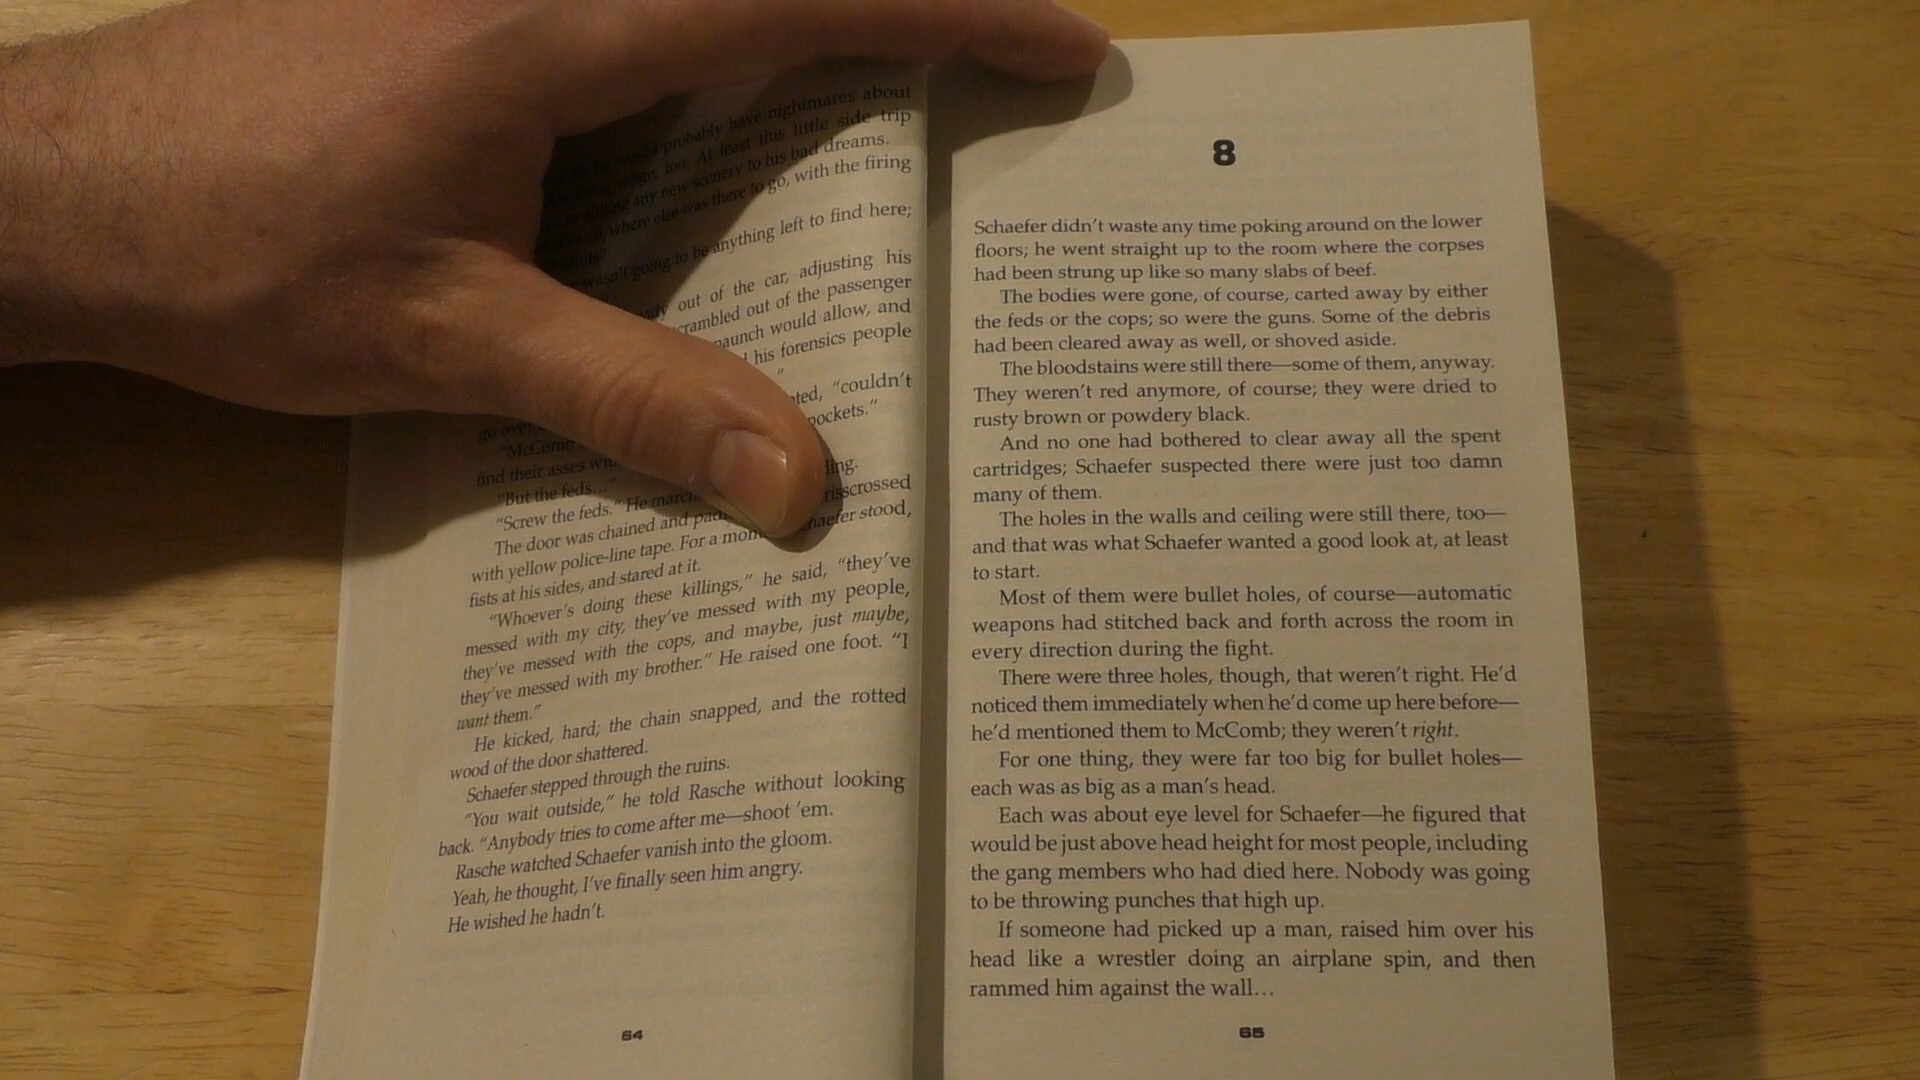 probably have nightmares about
too. At least this little side trip
any new scenery to his bad dreams.
where else was there to go, with the firing
wasn't going to be anything left to find here;
out of the car, adjusting his
scrambled out of the passenger
paunch would allow, and
his forensics people
"
"couldn't
go over
pockets."
"McComb
find their asses
"But the feds..."
"Screw the feds." He
crisscrossed
The door was chained and
Schaefer stood,
with yellow police-line tape. For a
fists at his sides, and stared at it.
"Whoever's doing these killings," he said, "they've
messed with my city, they've messed with my people,
they've messed with the cops, and maybe, just maybe,
they've messed with my brother." He raised one foot. "I
want them."
He kicked, hard; the chain snapped, and the rotted
wood of the door shattered.
Schaefer stepped through the ruins.
"You wait outside," he told Rasche without looking
back. "Anybody tries to come after me—shoot 'em.
Rasche watched Schaefer vanish into the gloom.
Yeah, he thought, I've finally seen him angry.
He wished he hadn't.
64
8
Schaefer didn't waste any time poking around on the lower
floors; he went straight up to the room where the corpses
had been strung up like so many slabs of beef.
The bodies were gone, of course, carted away by either
the feds or the cops; so were the guns. Some of the debris
had been cleared away as well, or shoved aside.
The bloodstains were still there—some of them, anyway.
They weren't red anymore, of course; they were dried to
rusty brown or powdery black.
And no one had bothered to clear away all the spent
cartridges; Schaefer suspected there were just too damn
many of them.
The holes in the walls and ceiling were still there, too—
and that was what Schaefer wanted a good look at, at least
to start.
Most of them were bullet holes, of course—automatic
weapons had stitched back and forth across the room in
every direction during the fight.
There were three holes, though, that weren't right. He'd
noticed them immediately when he'd come up here before—
he'd mentioned them to McComb; they weren't right.
For one thing, they were far too big for bullet holes—
each was as big as a man's head.
Each was about eye level for Schaefer—he figured that
would be just above head height for most people, including
the gang members who had died here. Nobody was going
to be throwing punches that high up.
If someone had picked up a man, raised him over his
head like a wrestler doing an airplane spin, and then
rammed him against the wall...
65